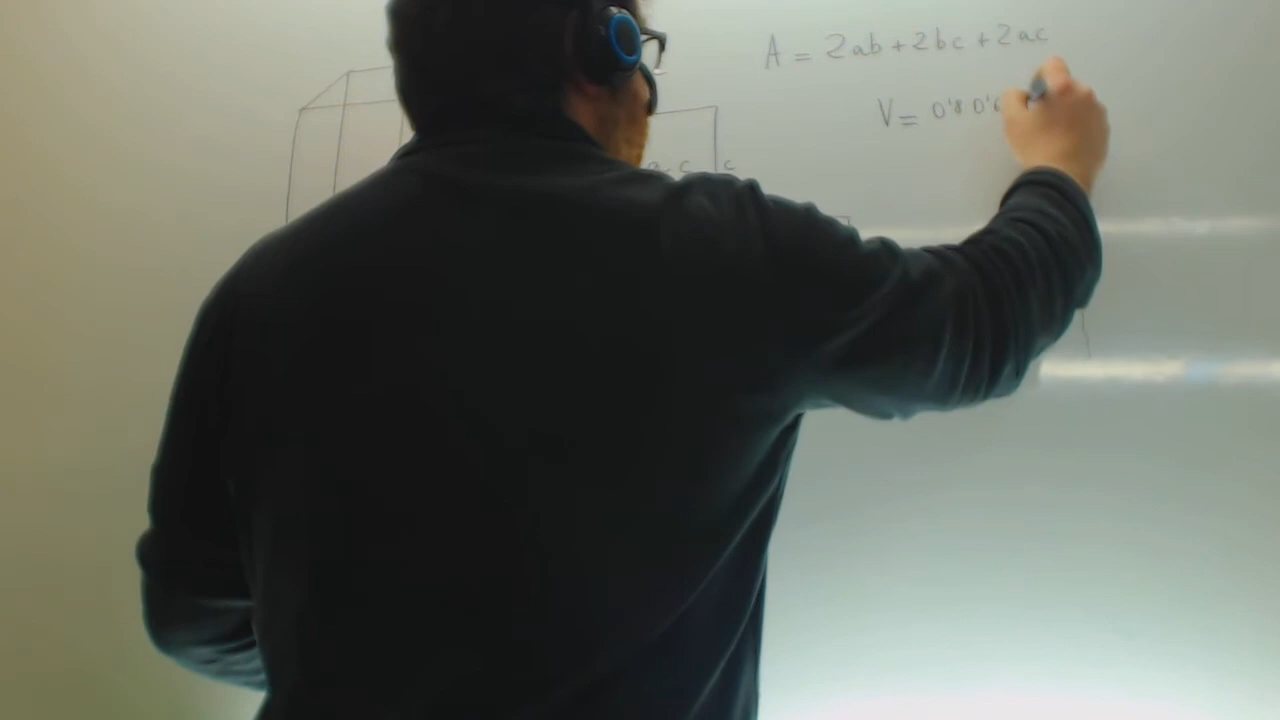 A = 2ab + 2bc + 2ac
V = 0'8 0'6
a.c c